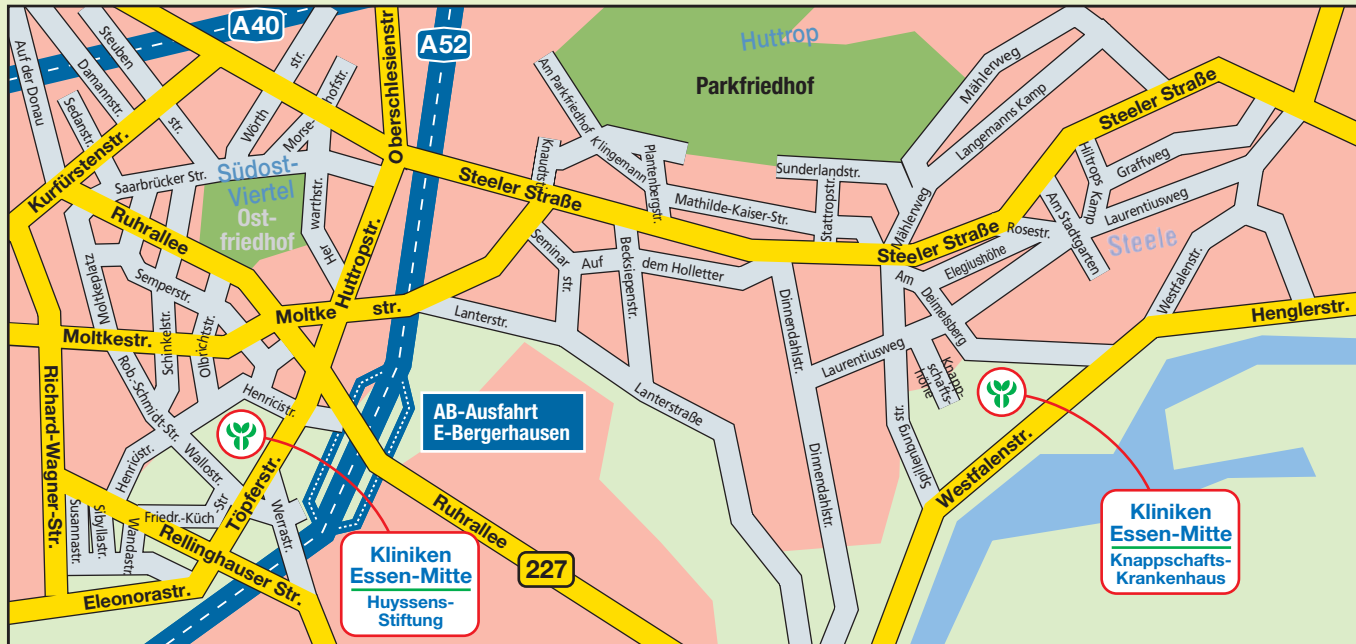 A40
A52
Steuben
str.
Damannstr.
Auf der Donau
Sedanstr.
Wörth
str.
Morse-
hofstr.
Oberschlesienstr
Huttrop
Parkfriedhof
Am Parkfriedhof
Klingemann
Knaudtstr.
Plantenbergstr.
Mathilde-Kaiser-Str.
Sunderlandstr.
Stattropstr.
Mählerweg
Langemanns Kamp
Mählerweg
Steeler Straße
Steeler Straße
Steeler Straße
Hiltrops Kamp
Graffweg
Laurentiusweg
Am Stadtgarten
Rosestr.
Elegiushöhe
Steele
Kurfürstenstr.
Saarbrücker Str.
Südost-
Viertel
Ost-
friedhof
Her
warthstr.
Huttropstr.
Ruhrallee
Moltkeplatz
Semperstr.
Schinkelstr.
Olbrichtstr.
Moltke
str.
Moltkestr.
Seminar
str.
Auf
dem Holletter
Becksiepenstr.
Lanterstr.
Lanterstraße
Dinnendahlstr.
Dinnendahlstr.
Laurentiusweg
Am
Deimelsberg
Knapp-
schafts-
höhe
Spillenburgstr.
Westfalenstr.
Westfalenstr.
Henglerstr.
Richard-Wagner-Str.
Rob.-Schmidt-Str.
Henricistr.
Henricistr.
Wallostr.
Friedr.-Küch
Str
Susannastr.
Sibyllastr.
Wandastr.
Töpferstr.
Werrastr.
Rellinghauser Str.
Eleonorastr.
Ruhrallee
227
AB-Ausfahrt
E-Bergerhausen
Kliniken
Essen-Mitte
Huyssens-
Stiftung
Kliniken
Essen-Mitte
Knappschafts-
Krankenhaus